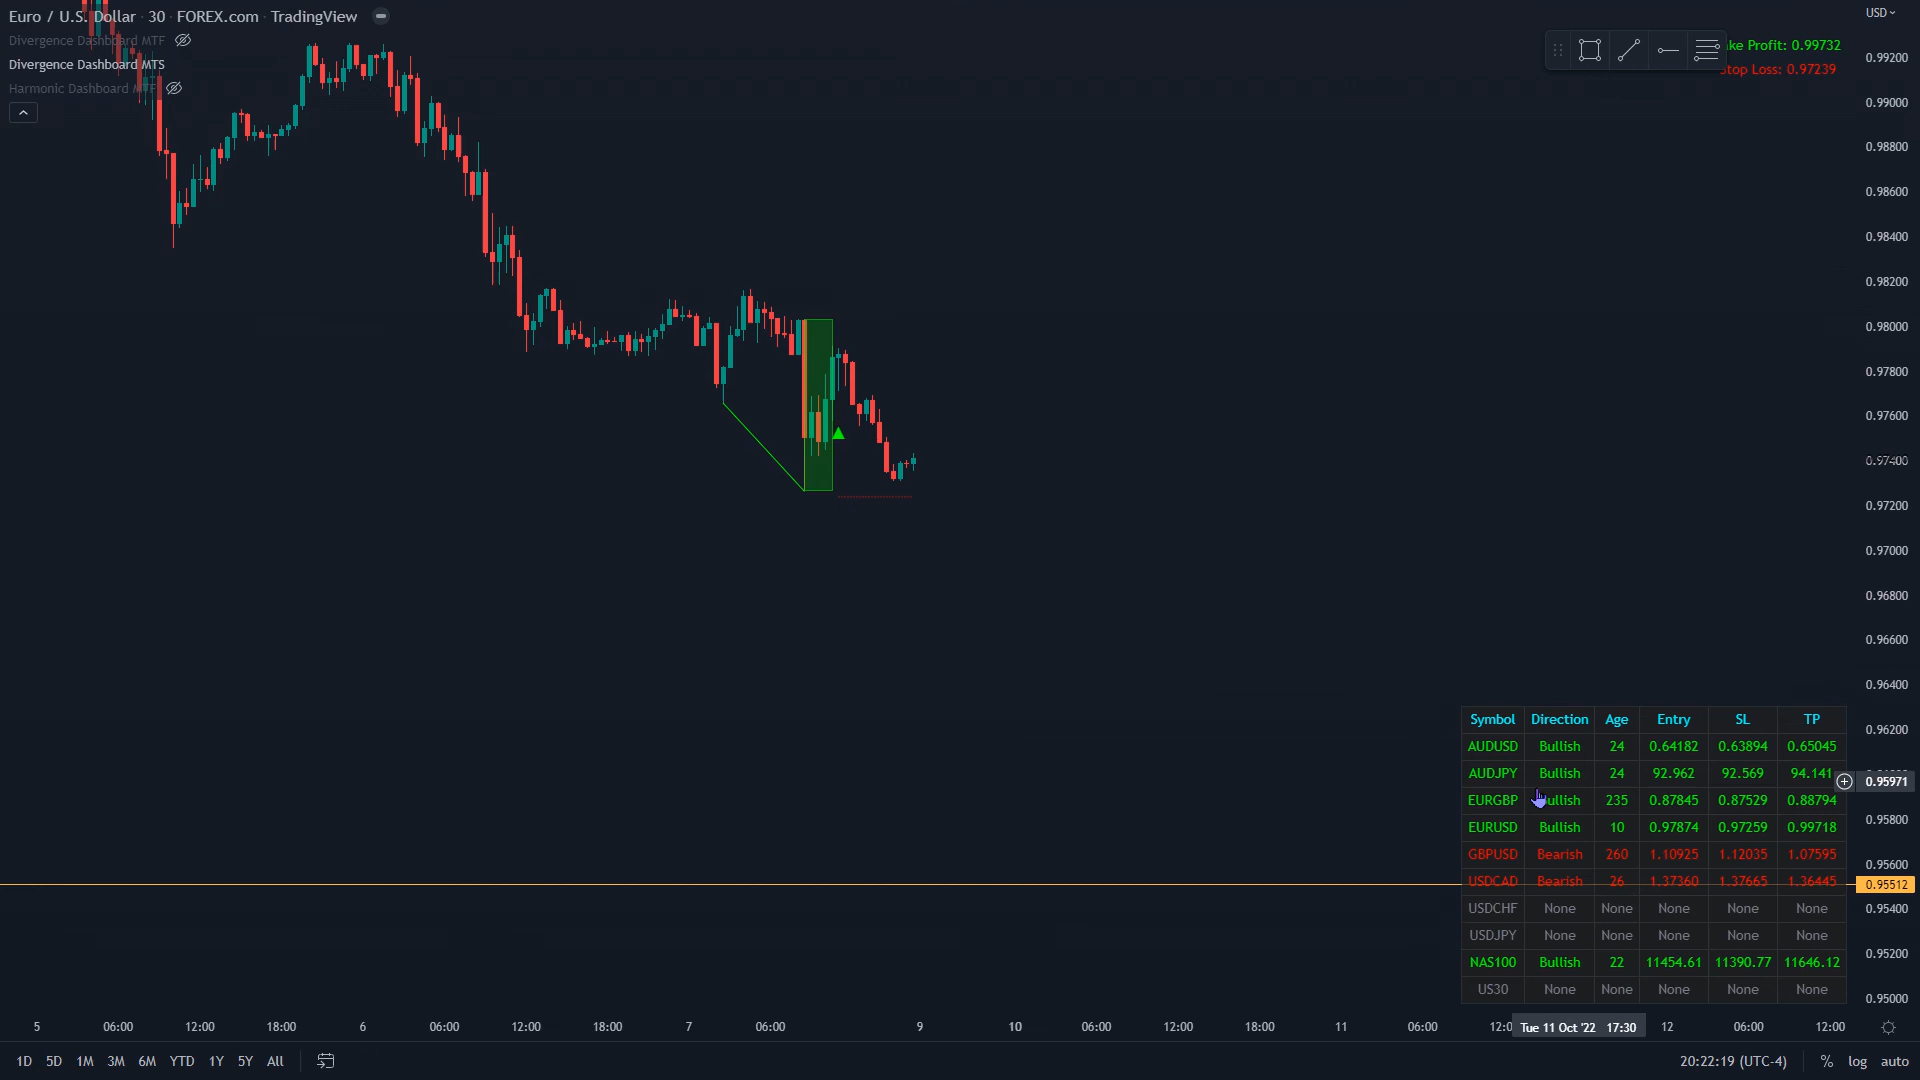 Euro / U.S. Dollar · 30 · FOREX.com · TradingView
USD
Divergence Dashboard MTF
Divergence Dashboard MTS
Harmonic Dashboard MTF
ke Profit: 0.99732
Stop Loss: 0.97239
0.99200
0.99000
0.98800
0.98600
0.98400
0.98200
0.98000
0.97800
0.97600
0.97400
0.97200
0.97000
0.96800
0.96600
0.96400
0.96200
0.95971
0.95800
0.95600
0.95512
0.95400
0.95200
0.95000
Symbol Direction Age Entry SL TP
AUDUSD Bullish 24 0.64182 0.63894 0.65045
AUDJPY Bullish 24 92.962 92.569 94.141
EURGBP Bullish 235 0.87845 0.87529 0.88794
EURUSD Bullish 10 0.97874 0.97259 0.99718
GBPUSD Bearish 260 1.10925 1.12035 1.07595
USDCAD Bearish 26 1.37360 1.37665 1.36445
USDCHF None None None None None
USDJPY None None None None None
NAS100 Bullish 22 11454.61 11390.77 11646.12
US30 None None None None None
5 06:00 12:00 18:00 6 06:00 12:00 18:00 7 06:00 9 10 06:00 12:00 18:00 11 06:00 12:0 Tue 11 Oct '22 17:30 12 06:00 12:00
1D 5D 1M 3M 6M YTD 1Y 5Y All
20:22:19 (UTC-4) % log auto